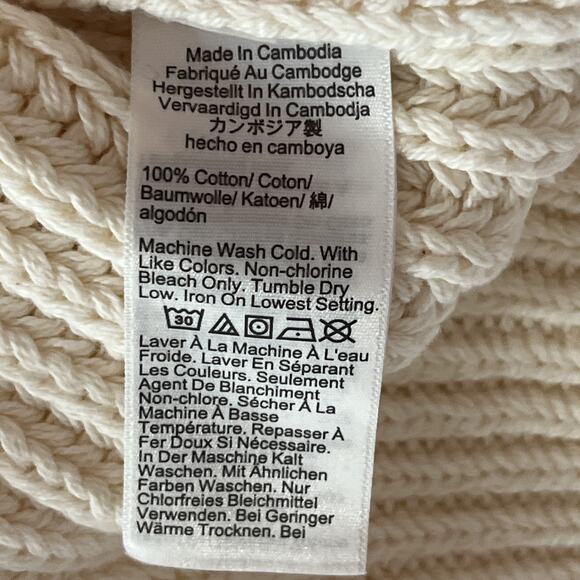 Made In Cambodia
Fabriqué Au Cambodge
Hergestellt In Kambodscha
Vervaardigd In Cambodja
カンボジア製
hecho en camboya
100% Cotton/ Coton/
Baumwolle/ Katoen/ 綿/
algodón
Machine Wash Cold. With
Like Colors. Non-chlorine
Bleach Only. Tumble Dry
Low. Iron On Lowest Setting.
30
Laver À La Machine À L'eau
Froide. Laver En Séparant
Les Couleurs. Seulement
Agent De Blanchiment
Non-chlore. Sécher À La
Machine À Basse
Température. Repasser À
Fer Doux Si Nécessaire.
In Der Maschine Kalt
Waschen. Mit Ähnlichen
Farben Waschen. Nur
Chlorfreies Bleichmittel
Verwenden. Bei Geringer
Wärme Trocknen. Bei